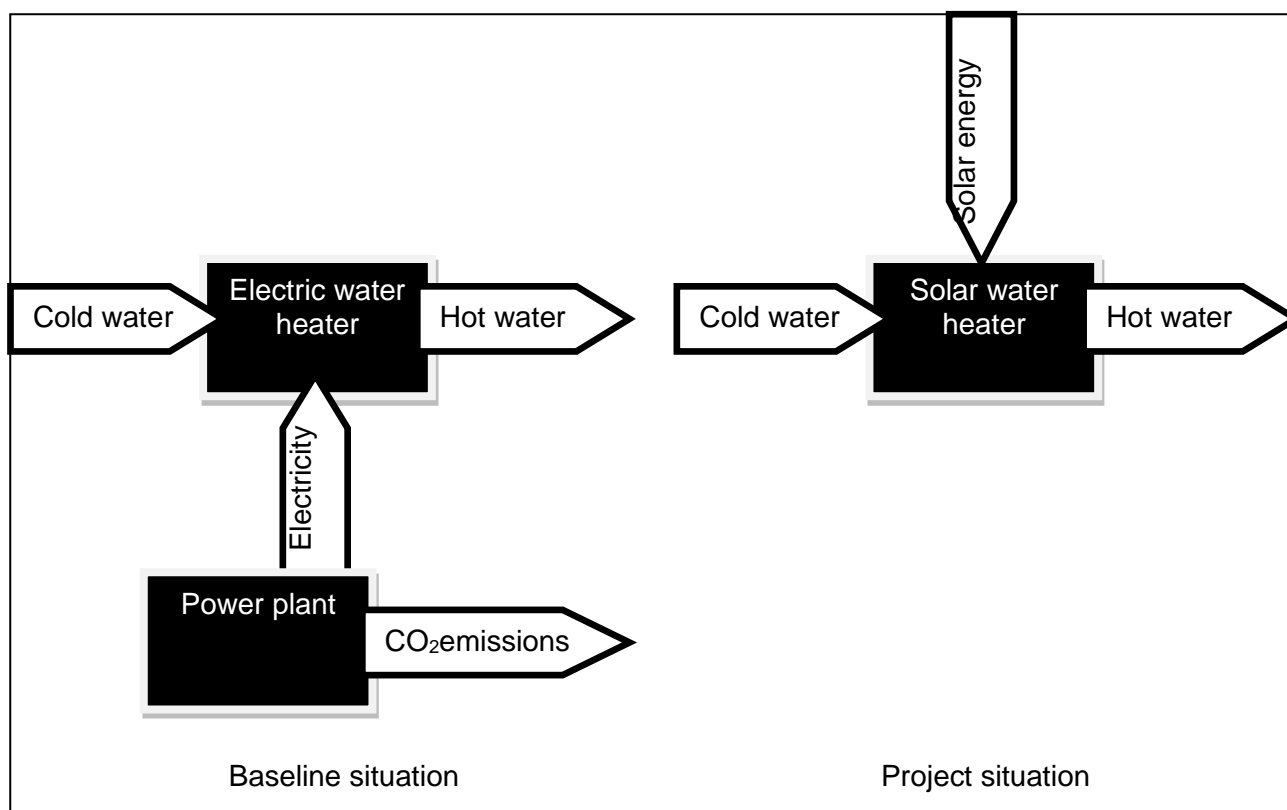 Solar energy
Cold water
Electric water
heater
Hot water
Cold water
Solar water
heater
Hot water
Electricity
Power plant
CO₂emissions
Baseline situation
Project situation